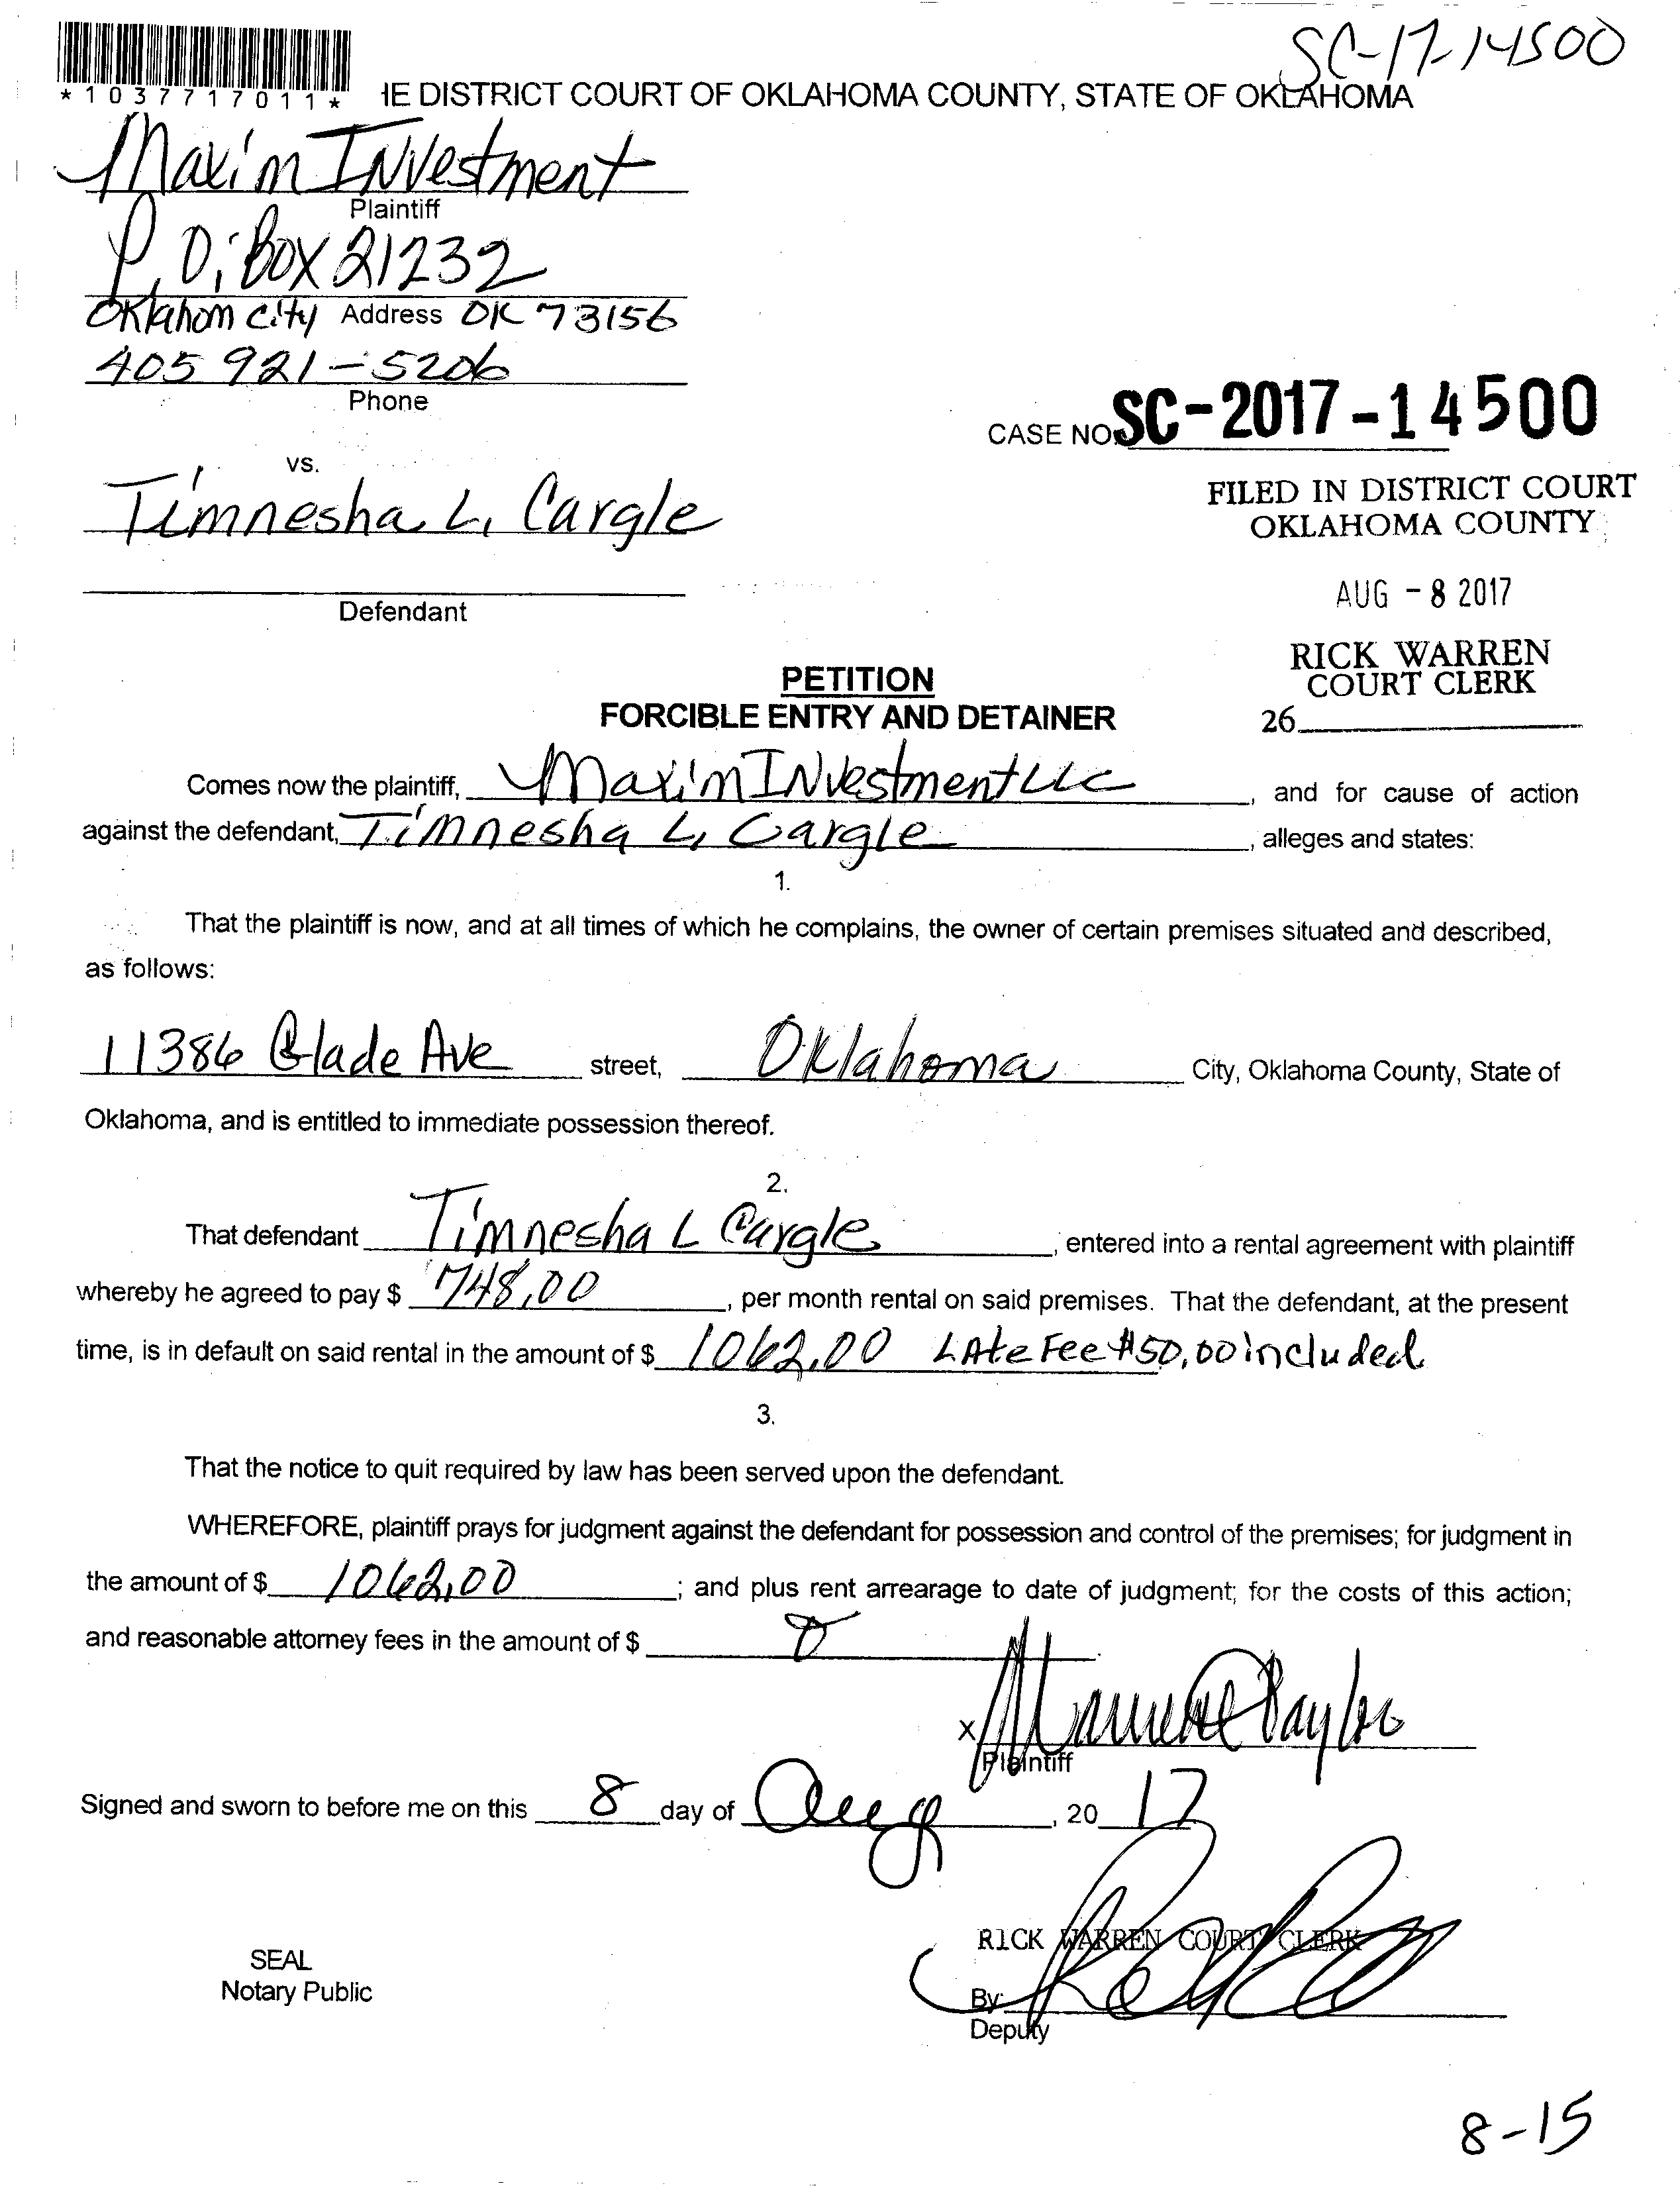 SC-17-14500
*1037717011* HE DISTRICT COURT OF OKLAHOMA COUNTY, STATE OF OKLAHOMA
Maxim INvestment
Plaintiff
P.O. Box 21232
Oklahom City Address OK 73156
405 921-5206
Phone
CASE NO. SC-2017-14500
vs.
Timnesha L. Cargle
FILED IN DISTRICT COURT
OKLAHOMA COUNTY
AUG - 8 2017
Defendant
RICK WARREN
COURT CLERK
26
PETITION
FORCIBLE ENTRY AND DETAINER
Comes now the plaintiff, Maxim INvestment LLC, and for cause of action
against the defendant, Timnesha L. Cargle, alleges and states:
1.
That the plaintiff is now, and at all times of which he complains, the owner of certain premises situated and described,
as follows:
11386 Glade Ave street, Oklahoma City, Oklahoma County, State of
Oklahoma, and is entitled to immediate possession thereof.
2.
That defendant Timnesha L Cargle, entered into a rental agreement with plaintiff
whereby he agreed to pay $ 748.00, per month rental on said premises. That the defendant, at the present
time, is in default on said rental in the amount of $ 1062.00 LAte Fee $50.00 included
3.
That the notice to quit required by law has been served upon the defendant.
WHEREFORE, plaintiff prays for judgment against the defendant for possession and control of the premises; for judgment in
the amount of $ 1062.00; and plus rent arrearage to date of judgment; for the costs of this action;
and reasonable attorney fees in the amount of $ 0.
X
Plaintiff
Signed and sworn to before me on this 8 day of Aug, 20 17
RICK WARREN COURT CLERK
SEAL
Notary Public
By:
Deputy
8-15